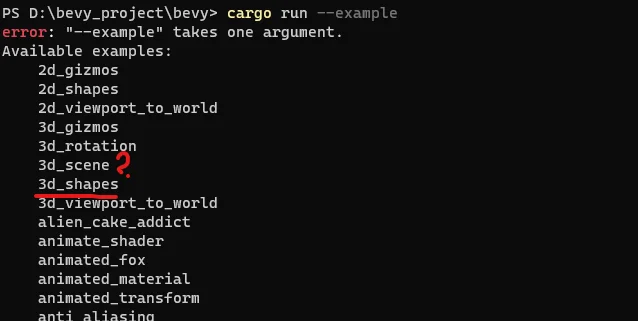 PS D:\bevy_project\bevy> cargo run --example
error: "--example" takes one argument.
Available examples:
2d_gizmos
2d_shapes
2d_viewport_to_world
3d_gizmos
3d_rotation
3d_scene ?
3d_shapes
3d_viewport_to_world
alien_cake_addict
animate_shader
animated_fox
animated_material
animated_transform
anti_aliasing